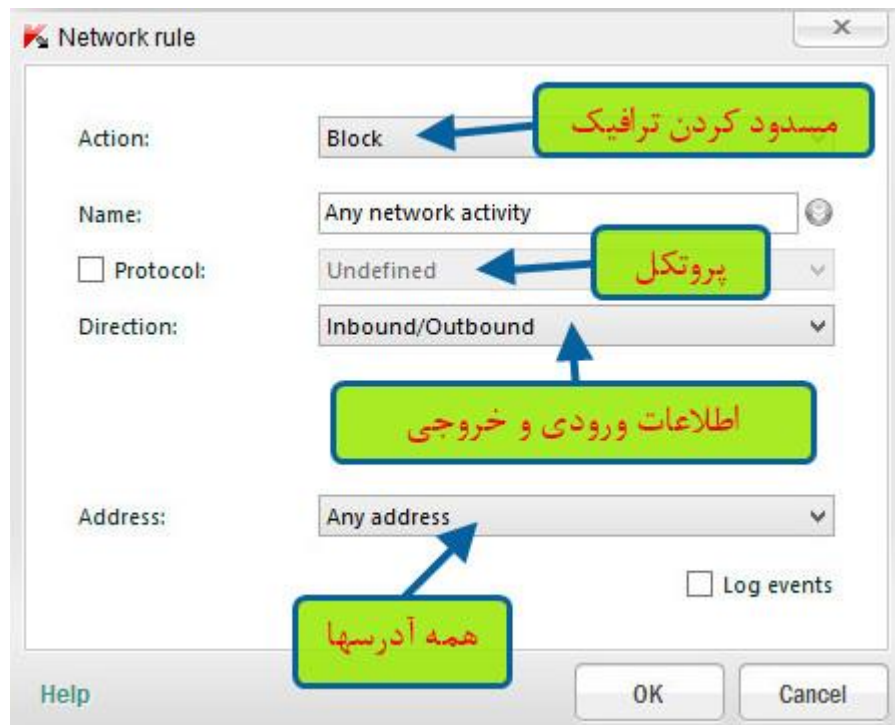 Network rule
Action:
Block
مسدود کردن ترافیک
Name:
Any network activity
Protocol:
Undefined
پروتکل
Direction:
Inbound/Outbound
اطلاعات ورودی و خروجی
Address:
Any address
Log events
همه آدرسها
Help
OK
Cancel